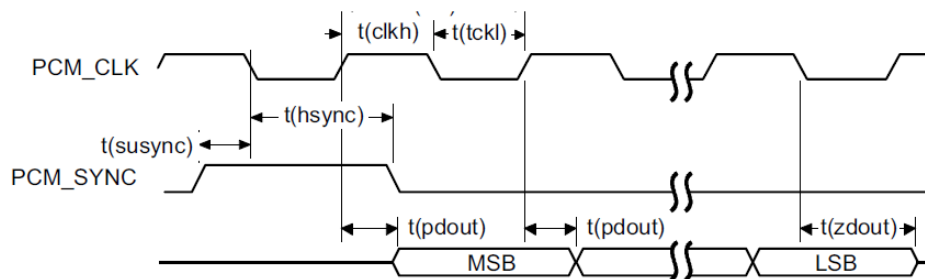 t(clkh) t(tckl)
PCM_CLK
t(hsync)
t(susync)
PCM_SYNC
t(pdout) t(pdout) t(zdout)
MSB LSB